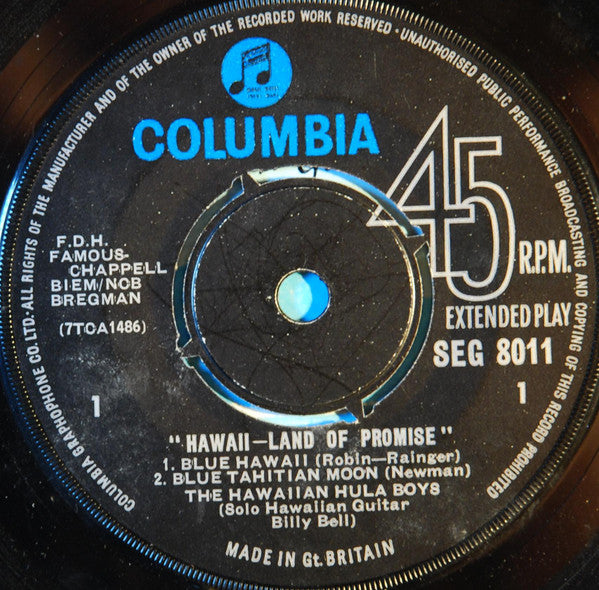 COLUMBIA GRAPHOPHONE CO.LTD.-ALL RIGHTS OF THE MANUFACTURER AND OF THE OWNER OF THE RECORDED WORK RESERVED.-UNAUTHORISED PUBLIC PERFORMANCE BROADCASTING AND COPYING OF THIS RECORD PROHIBITED
COLUMBIA
45
R.P.M.
F.D.H.
FAMOUS-
CHAPPELL
BIEM/NCB
BREGMAN
(7TCA1486)
EXTENDED PLAY
SEG 8011
1
1
"HAWAII—LAND OF PROMISE"
1. BLUE HAWAII (Robin—Rainger)
2. BLUE TAHITIAN MOON (Newman)
THE HAWAIIAN HULA BOYS
(Solo Hawaiian Guitar
Billy Bell)
MADE IN Gt. BRITAIN